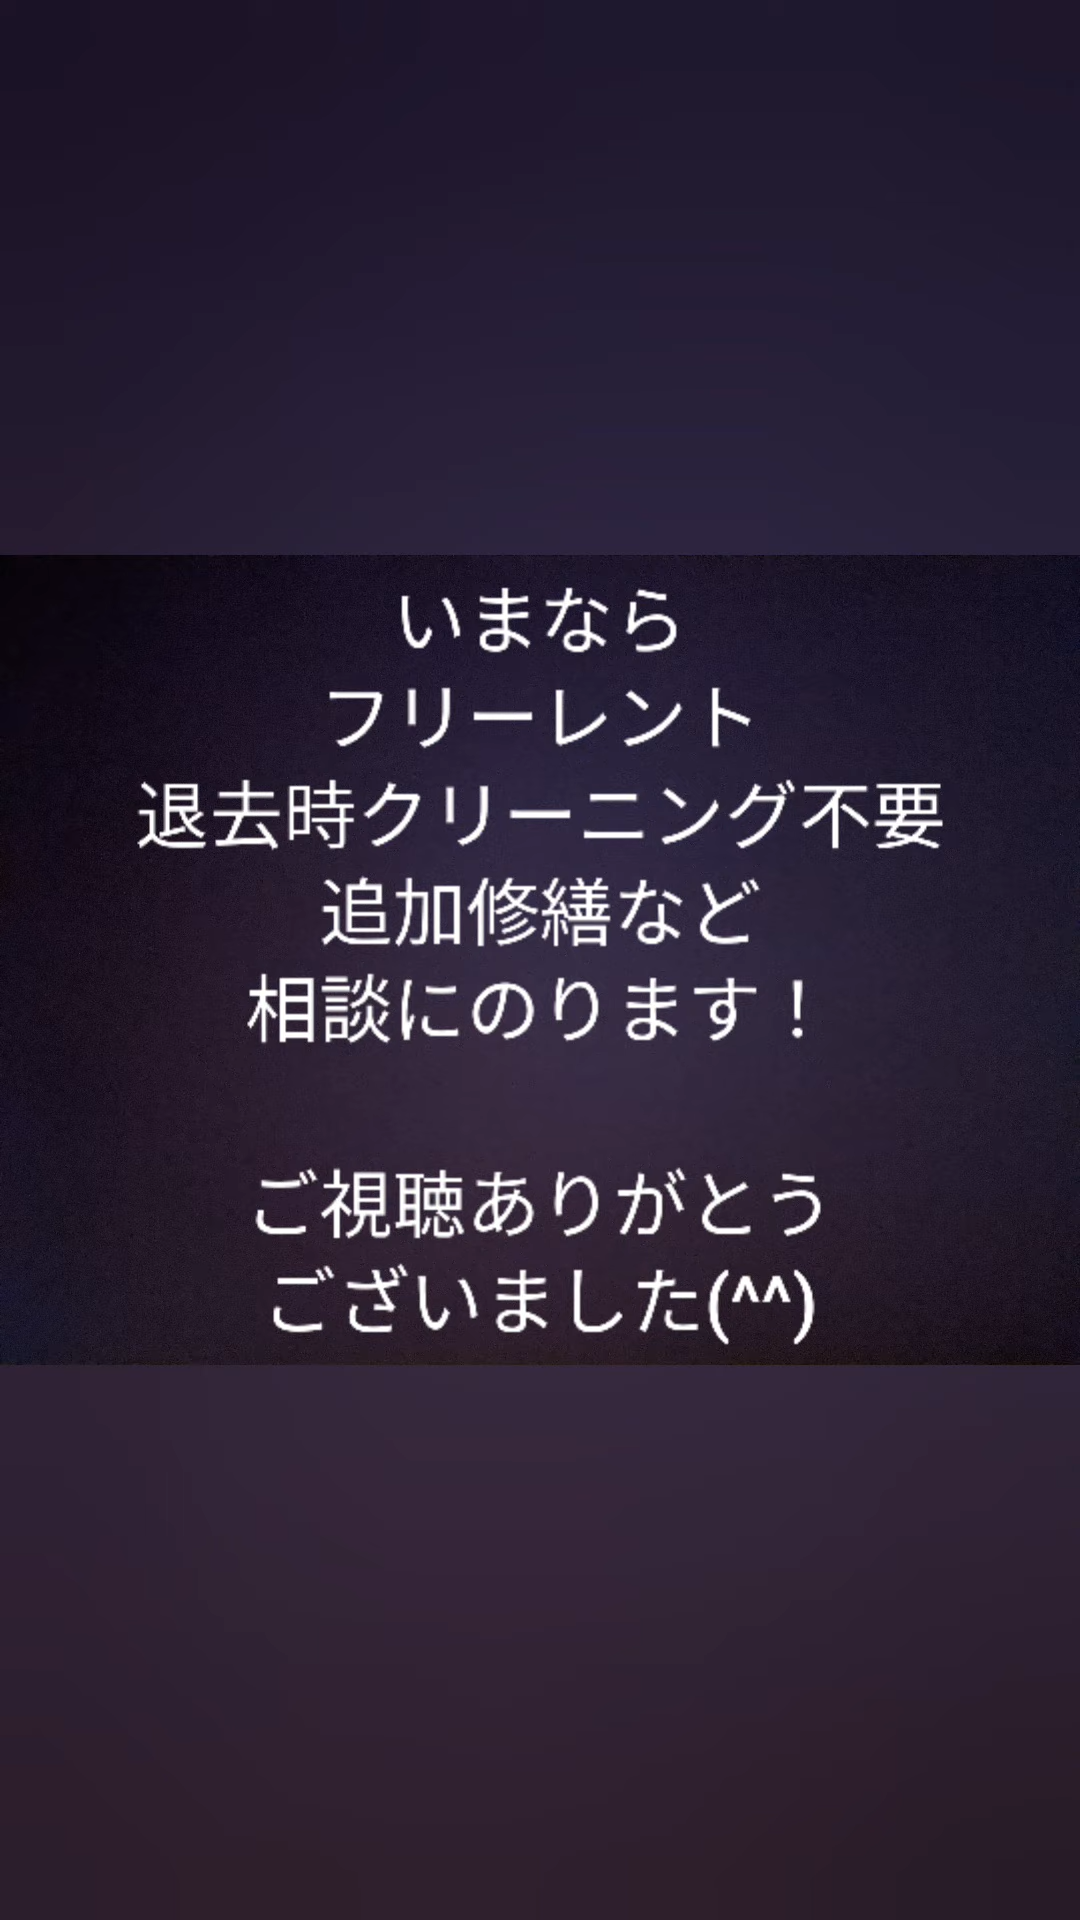 いまなら
フリーレント
退去時クリーニング不要
追加修繕など
相談にのります！
ご視聴ありがとう
ございました(^^)